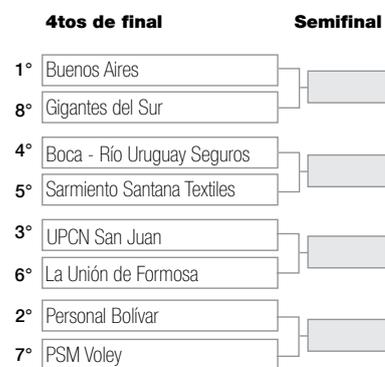 4tos de final Semifinal
1° Buenos Aires
8° Gigantes del Sur
4° Boca - Río Uruguay Seguros
5° Sarmiento Santana Textiles
3° UPCN San Juan
6° La Unión de Formosa
2° Personal Bolívar
7° PSM Voley